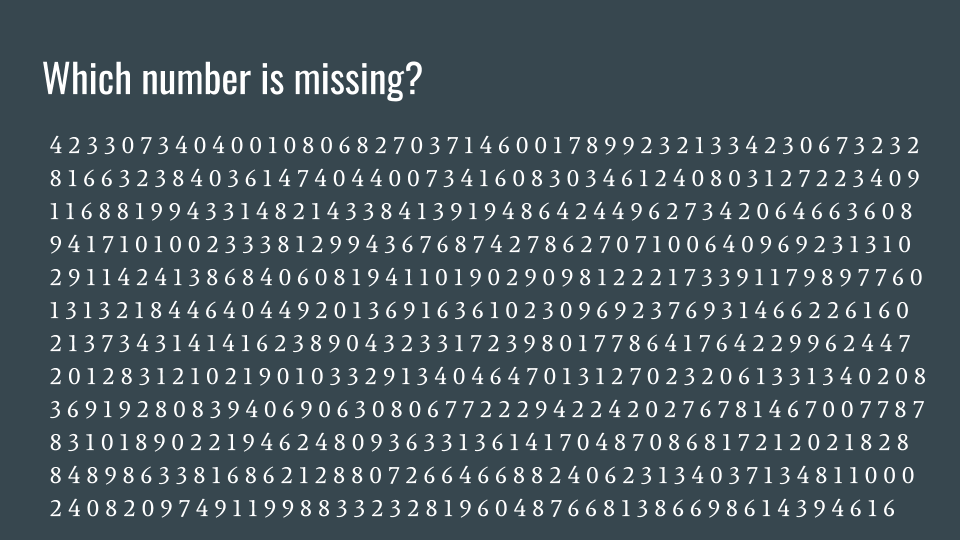 Which number is missing?
4 2 3 3 0 7 3 4 0 4 0 0 1 0 8 0 6 8 2 7 0 3 7 1 4 6 0 0 1 7 8 9 9 2 3 2 1 3 3 4 2 3 0 6 7 3 2 3 2
8 1 6 6 3 2 3 8 4 0 3 6 1 4 7 4 0 4 4 0 0 7 3 4 1 6 0 8 3 0 3 4 6 1 2 4 0 8 0 3 1 2 7 2 2 3 4 0 9
1 1 6 8 8 1 9 9 4 3 3 1 4 8 2 1 4 3 3 8 4 1 3 9 1 9 4 8 6 4 2 4 4 9 6 2 7 3 4 2 0 6 4 6 6 3 6 0 8
9 4 1 7 1 0 1 0 0 2 3 3 3 8 1 2 9 9 4 3 6 7 6 8 7 4 2 7 8 6 2 7 0 7 1 0 0 6 4 0 9 6 9 2 3 1 3 1 0
2 9 1 1 4 2 4 1 3 8 6 8 4 0 6 0 8 1 9 4 1 1 0 1 9 0 2 9 0 9 8 1 2 2 2 1 7 3 3 9 1 1 7 9 8 9 7 7 6 0
1 3 1 3 2 1 8 4 4 6 4 0 4 4 9 2 0 1 3 6 9 1 6 3 6 1 0 2 3 0 9 6 9 2 3 7 6 9 3 1 4 6 6 2 2 6 1 6 0
2 1 3 7 3 4 3 1 4 1 4 1 6 2 3 8 9 0 4 3 2 3 3 1 7 2 3 9 8 0 1 7 7 8 6 4 1 7 6 4 2 2 9 9 6 2 4 4 7
2 0 1 2 8 3 1 2 1 0 2 1 9 0 1 0 3 3 2 9 1 3 4 0 4 6 4 7 0 1 3 1 2 7 0 2 3 2 0 6 1 3 3 1 3 4 0 2 0 8
3 6 9 1 9 2 8 0 8 3 9 4 0 6 9 0 6 3 0 8 0 6 7 7 2 2 2 9 4 2 2 4 2 0 2 7 6 7 8 1 4 6 7 0 0 7 7 8 7
8 3 1 0 1 8 9 0 2 2 1 9 4 6 2 4 8 0 9 3 6 3 3 1 3 6 1 4 1 7 0 4 8 7 0 8 6 8 1 7 2 1 2 0 2 1 8 2 8
8 4 8 9 8 6 3 3 8 1 6 8 6 2 1 2 8 8 0 7 2 6 6 4 6 6 8 8 2 4 0 6 2 3 1 3 4 0 3 7 1 3 4 8 1 1 0 0 0
2 4 0 8 2 0 9 7 4 9 1 1 9 9 8 8 3 3 2 3 2 8 1 9 6 0 4 8 7 6 6 8 1 3 8 6 6 9 8 6 1 4 3 9 4 6 1 6